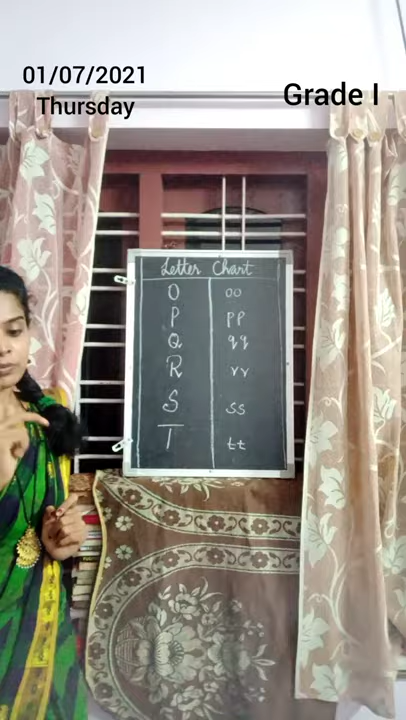 01/07/2021
Thursday
Grade I
Letter Chart
O oo
P pp
Q qq
R rr
S ss
T tt